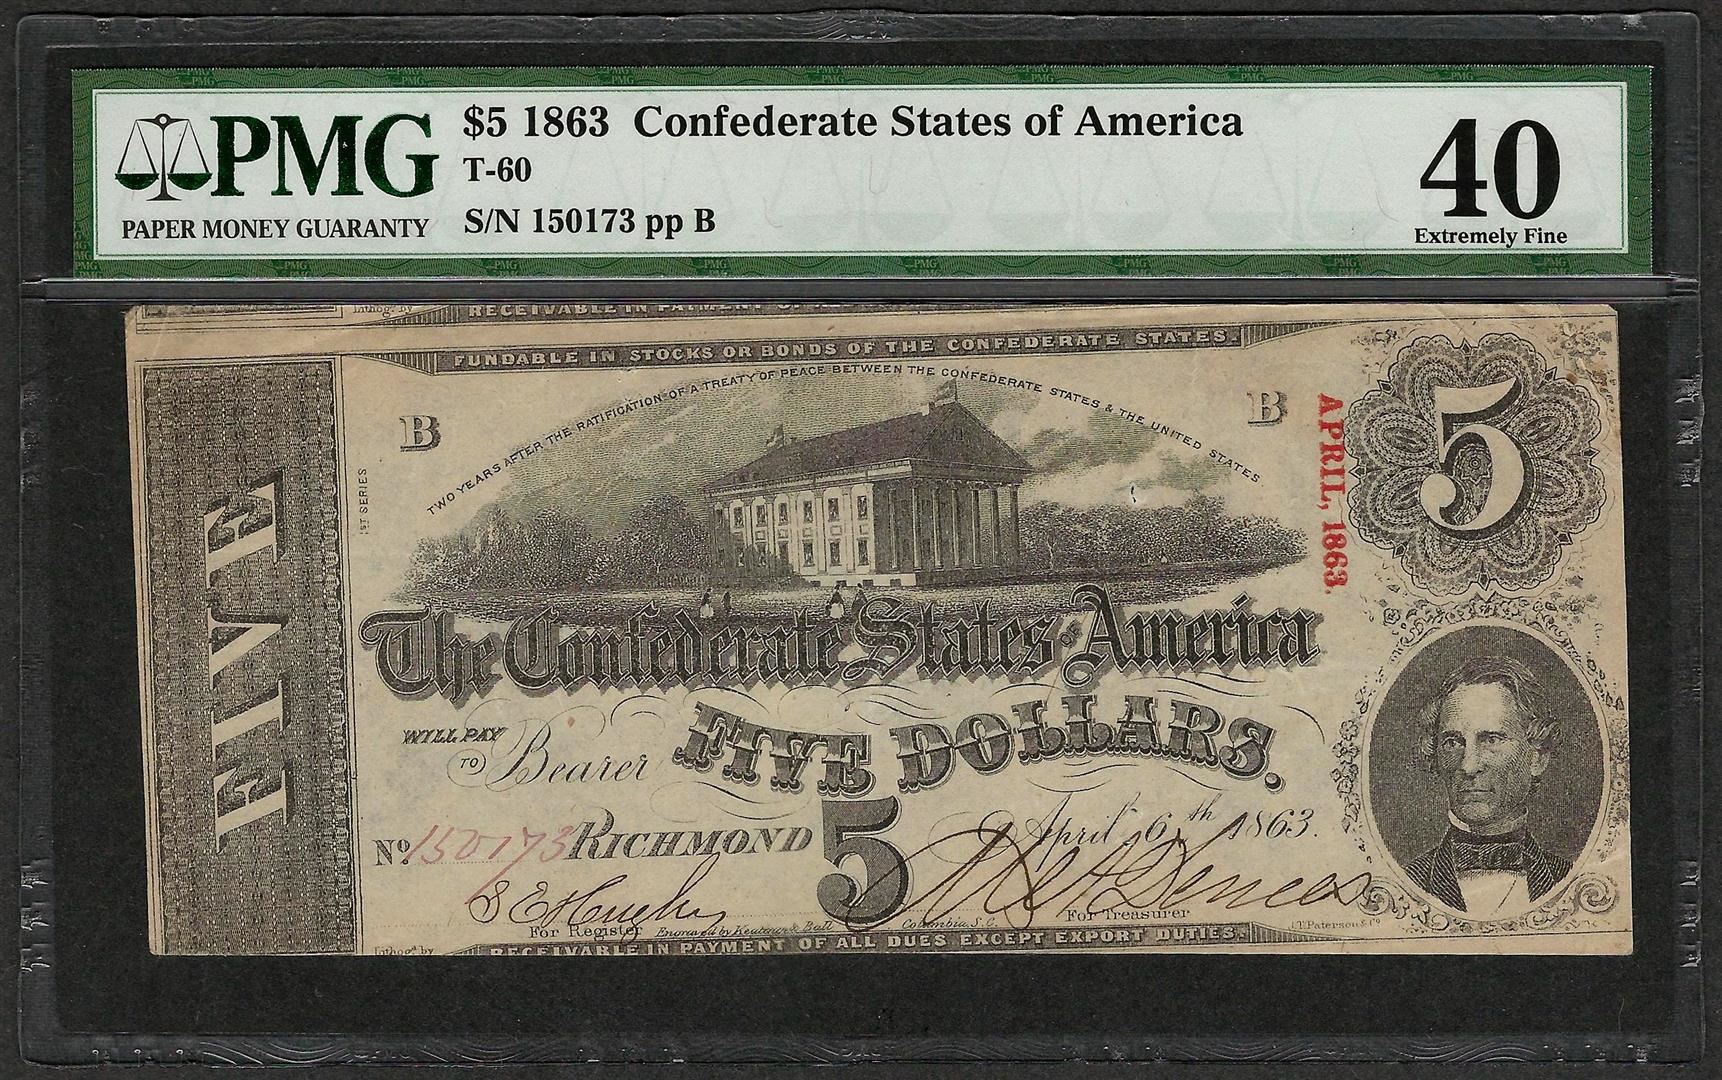 PMG
PAPER MONEY GUARANTY
$5 1863 Confederate States of America
T-60
S/N 150173 pp B
40
Extremely Fine
Lithog. by
RECEIVABLE IN PAYMENT
FUNDABLE IN STOCKS OR BONDS OF THE CONFEDERATE STATES.
TWO YEARS AFTER THE RATIFICATION OF A TREATY OF PEACE BETWEEN THE CONFEDERATE STATES & THE UNITED STATES
B
B
5
APRIL, 1863.
1ST SERIES
FIVE
The Confederate States OF America
WILL PAY
TO Bearer
FIVE DOLLARS.
No 150173 RICHMOND
5
April 6th 1863.
For Register
Engraved by Keatinge & Ball
Columbia, S.C.
For Treasurer
J.T. Paterson & Co
Lithog'd by
RECEIVABLE IN PAYMENT OF ALL DUES EXCEPT EXPORT DUTIES.